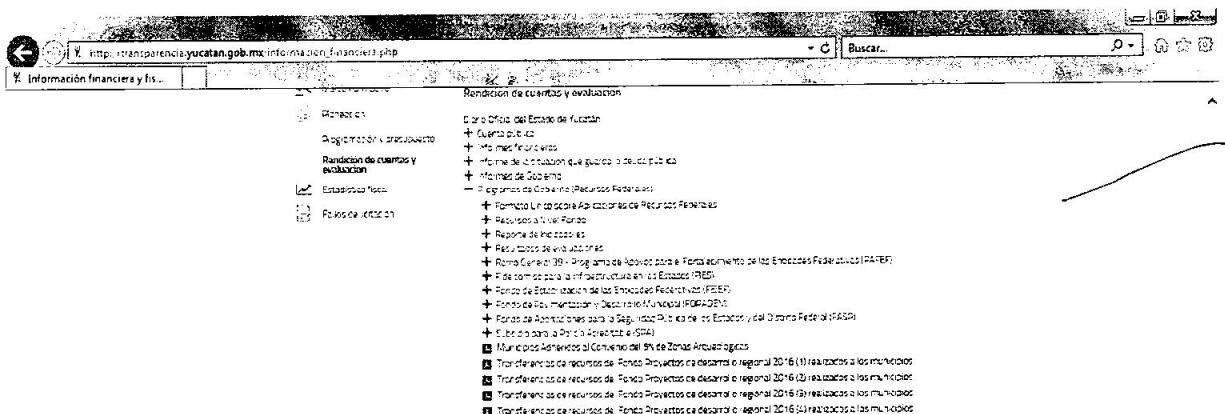 http://transparencia.yucatan.gob.mx/informacion_financiera.php
Buscar...
Información financiera y fis...
Rendición de cuentas y evaluación
Planeación
Programación y presupuesto
Rendición de cuentas y
evaluación
Estadística fiscal
Fallos de licitación
Diario Oficial del Estado de Yucatán
+ Cuenta pública
+ Informes financieros
+ Informe de la situación que guarda la deuda pública
+ Informes de Gobierno
— Programas de Gobierno (Recursos Federales)
+ Formato Único sobre Aplicaciones de Recursos Federales
+ Recursos a Nivel Fondo
+ Reporte de Indicadores
+ Resultados de evaluaciones
+ Ramo General 39 - Programa de Apoyos para el Fortalecimiento de las Entidades Federativas (PAFEF)
+ Fideicomiso para la Infraestructura en los Estados (FIES)
+ Fondo de Estabilización de las Entidades Federativas (FEIEF)
+ Fondo de Pavimentación y Desarrollo Municipal (FOPADEM)
+ Fondo de Aportaciones para la Seguridad Pública de los Estados y del Distrito Federal (FASP)
+ Subsidio para la Policía Acreditable (SPA)
Municipios Adheridos al Convenio del 5% de Zonas Arqueológicas
Transferencias de recursos del Fondo Proyectos de desarrollo regional 2016 (1) realizados a los municipios
Transferencias de recursos del Fondo Proyectos de desarrollo regional 2016 (2) realizados a los municipios
Transferencias de recursos del Fondo Proyectos de desarrollo regional 2016 (3) realizados a los municipios
Transferencias de recursos del Fondo Proyectos de desarrollo regional 2016 (4) realizados a los municipios